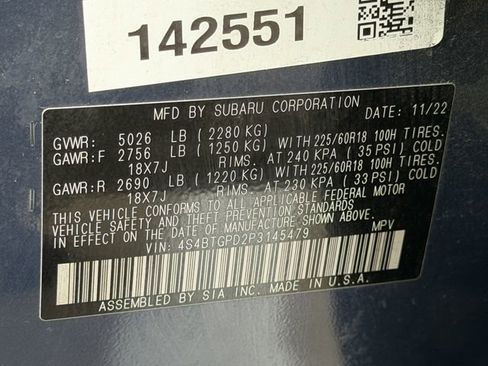 142551
MFD BY SUBARU CORPORATION DATE: 11/22
GVWR: 5026 LB (2280 KG)
GAWR:F 2756 LB (1250 KG) WITH 225/60R18 100H TIRES.
18X7J RIMS. AT 240 KPA (35 PSI) COLD.
GAWR:R 2690 LB (1220 KG) WITH 225/60R18 100H TIRES.
18X7J RIMS. AT 230 KPA (33 PSI) COLD.
THIS VEHICLE CONFORMS TO ALL APPLICABLE FEDERAL MOTOR
VEHICLE SAFETY AND BUMPER STANDARDS IN
EFFECT ON THE DATE OF MANUFACTURE SHOWN ABOVE.
VIN: 4S4BTGPD2P3145479 MPV
ASSEMBLED BY SIA INC. MADE IN U.S.A.